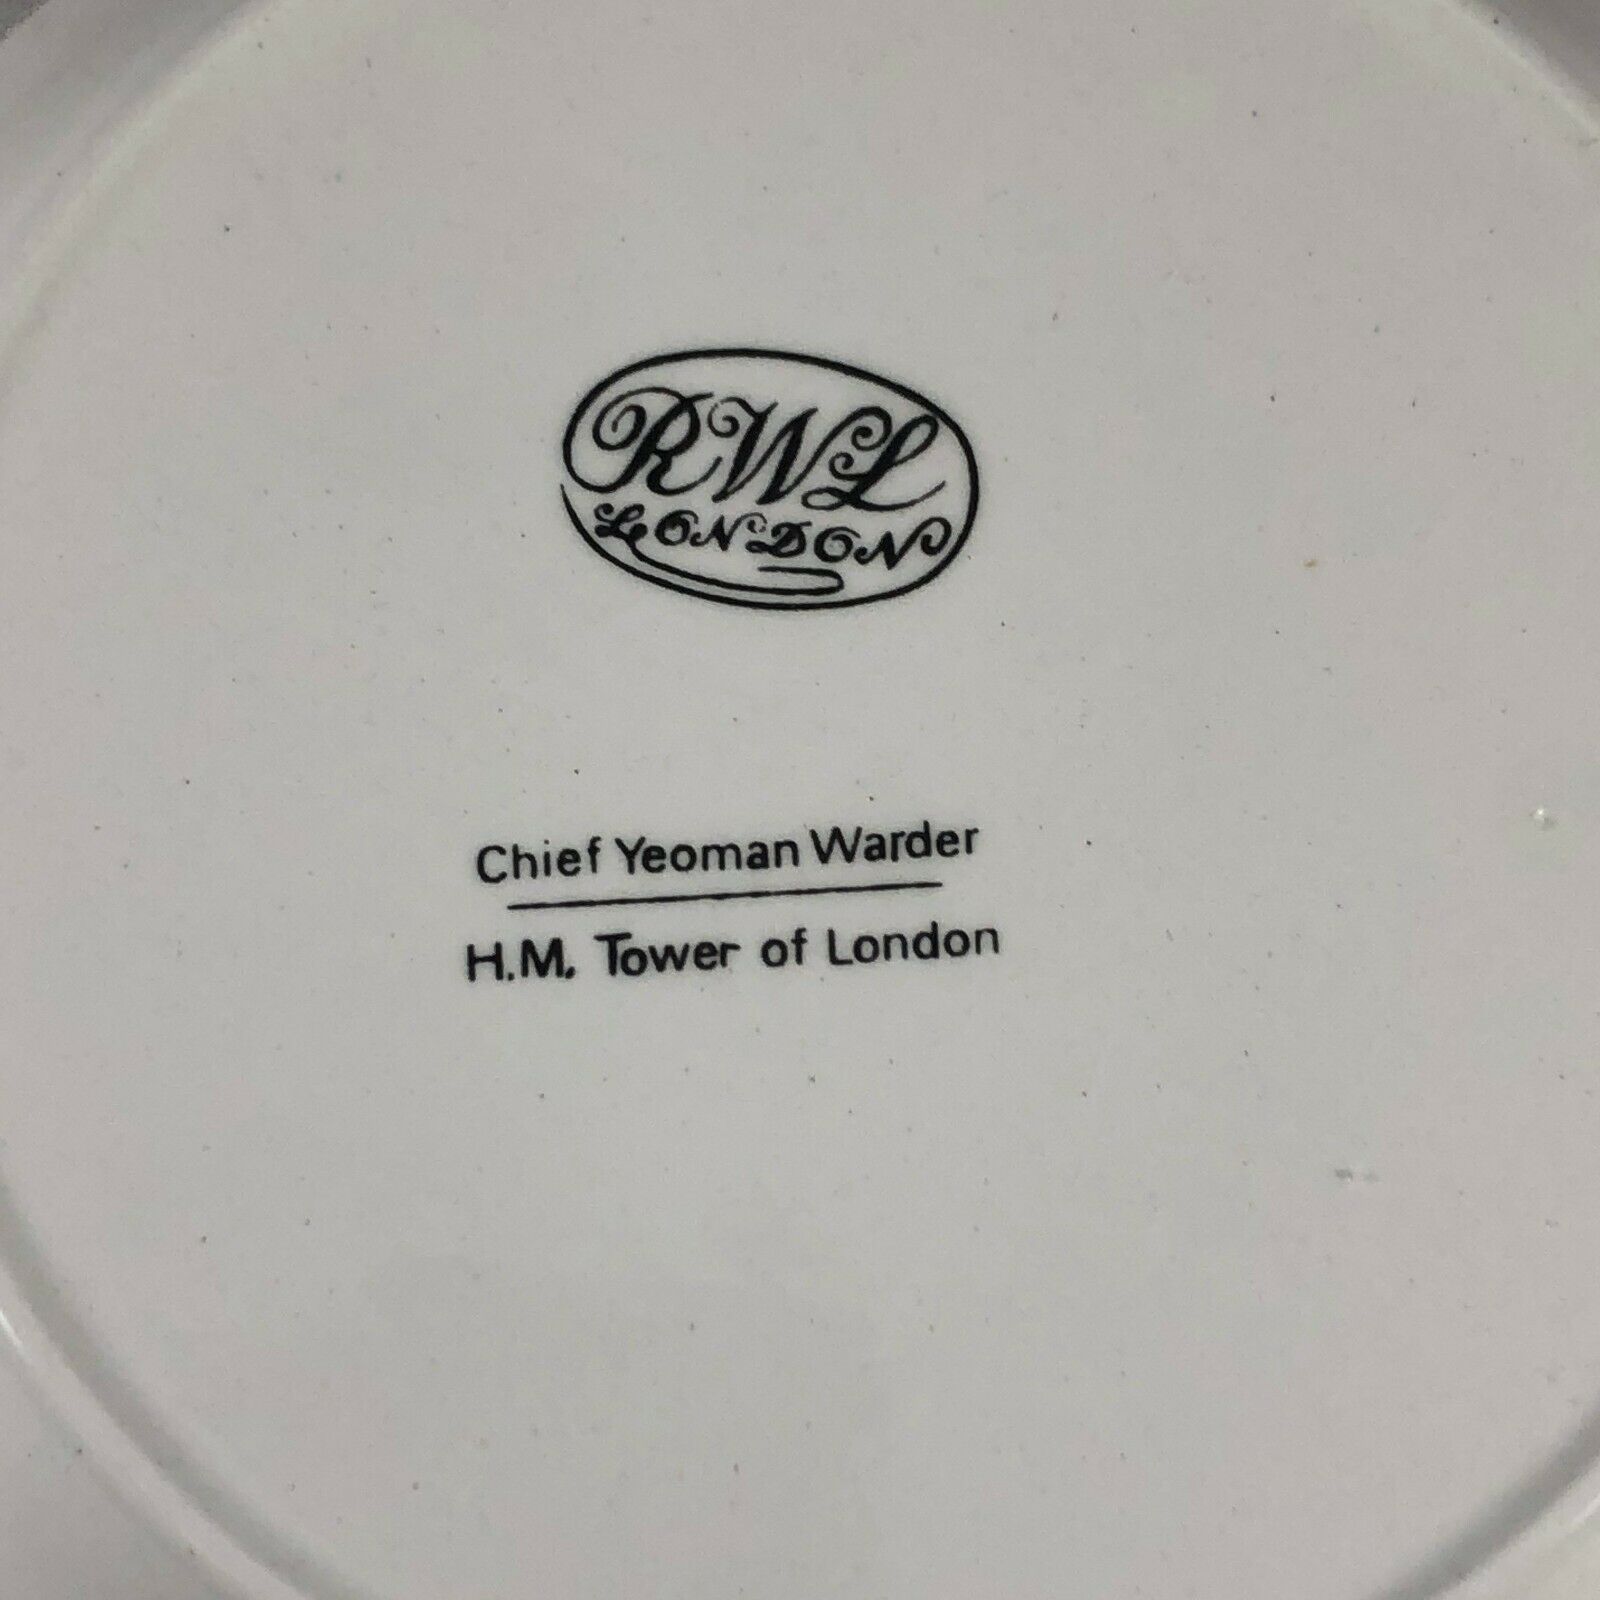 RWL
LONDON
Chief Yeoman Warder
H.M. Tower of London